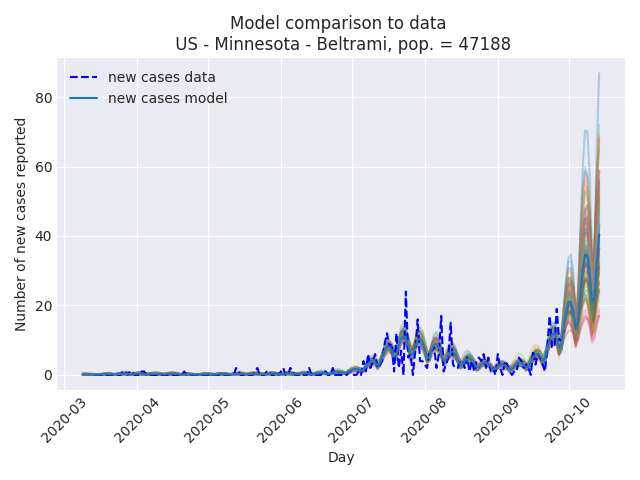 Model comparison to data
US - Minnesota - Beltrami, pop. = 47188
new cases data
new cases model
Number of new cases reported
80
60
40
20
0
2020-03
2020-04
2020-05
2020-06
2020-07
2020-08
2020-09
2020-10
Day